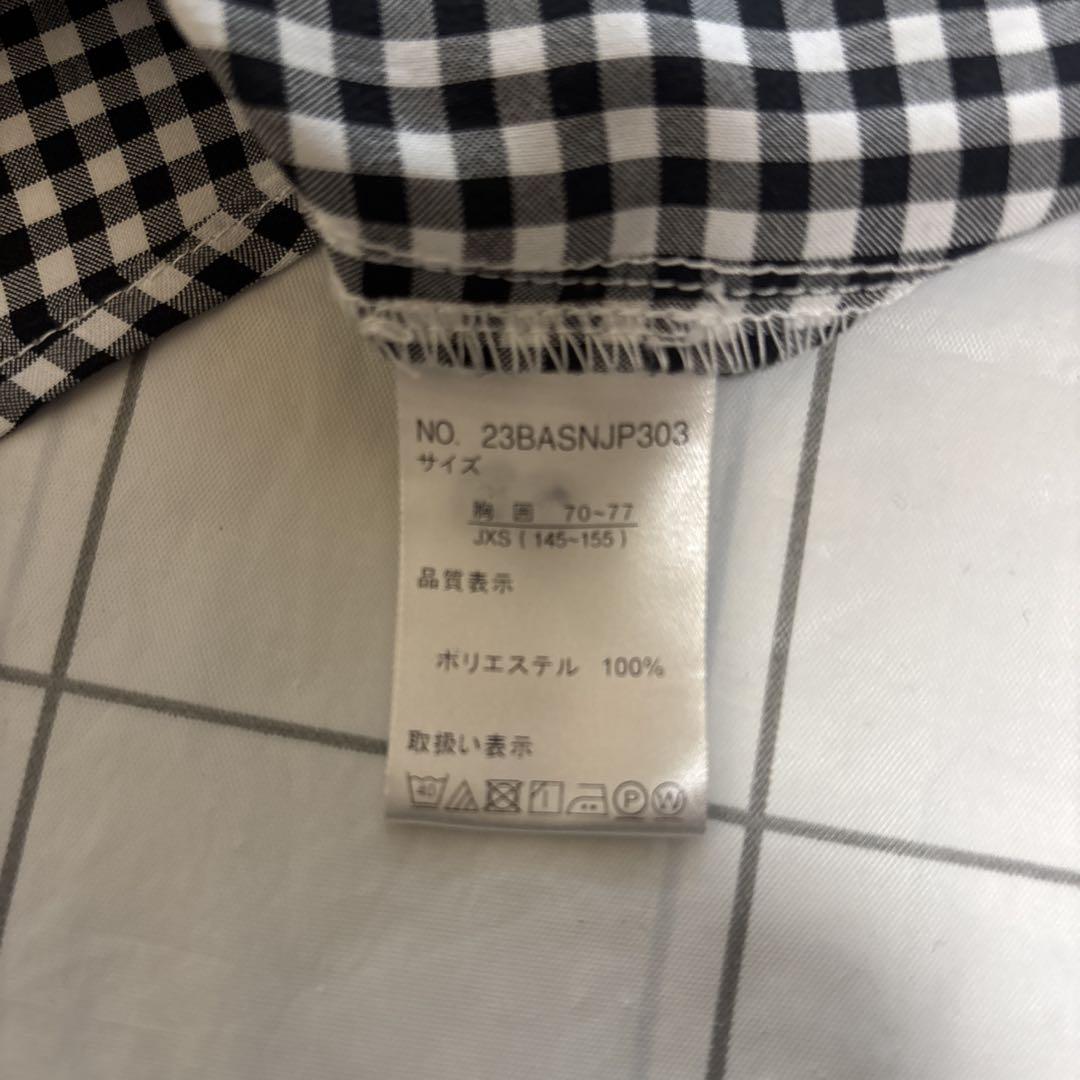 NO. 23BASNJP303
サイズ
胸 囲 70~77
JXS ( 145~155 )
品質表示
ポリエステル 100%
取扱い表示
40 P W